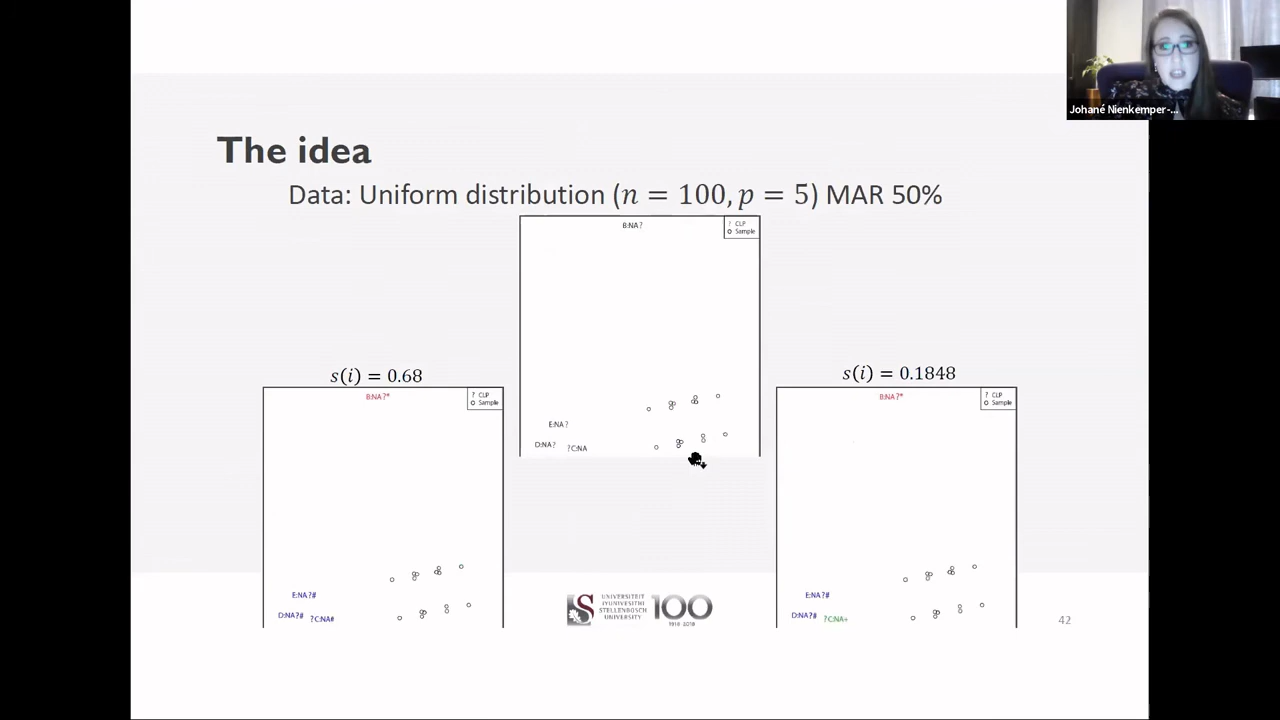 Johané Nienkemper-...
The idea
Data: Uniform distribution (n = 100, p = 5) MAR 50%
B:NA?
? CLP
o Sample
E:NA?
D:NA?
?C:NA
s(i) = 0.68
B:NA?*
? CLP
o Sample
E:NA?#
D:NA?#
?C:NA#
s(i) = 0.1848
B:NA?*
? CLP
o Sample
E:NA?#
D:NA?#
?C:NA+
UNIVERSITEIT
IYUNIVESITHI
STELLENBOSCH
UNIVERSITY
100
1918-2018
42